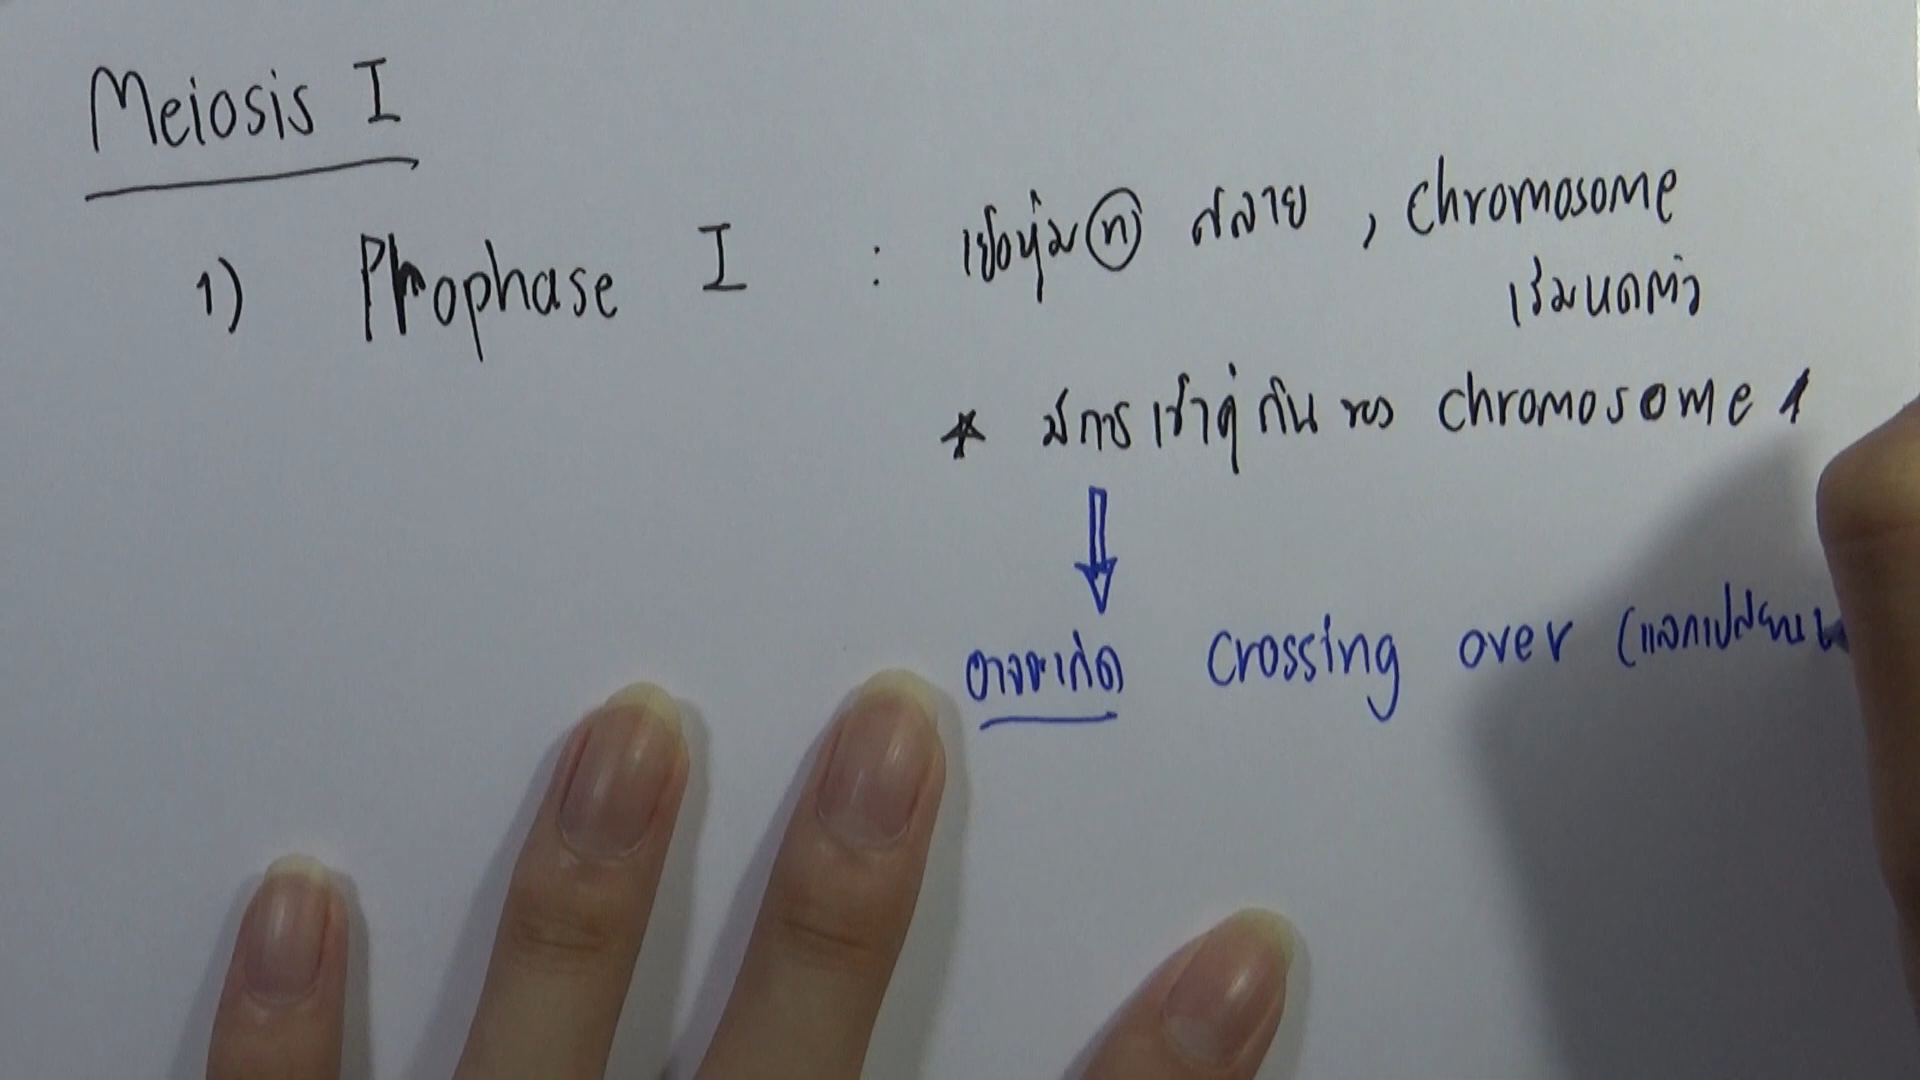 Meiosis I
1) Prophase I : เยื่อหุ้ม ⓝ สลาย , chromosome
เริ่มหดตัว
* มีการเข้าคู่กันของ chromosome
อาจจะเกิด crossing over (แลกเปลี่ยน